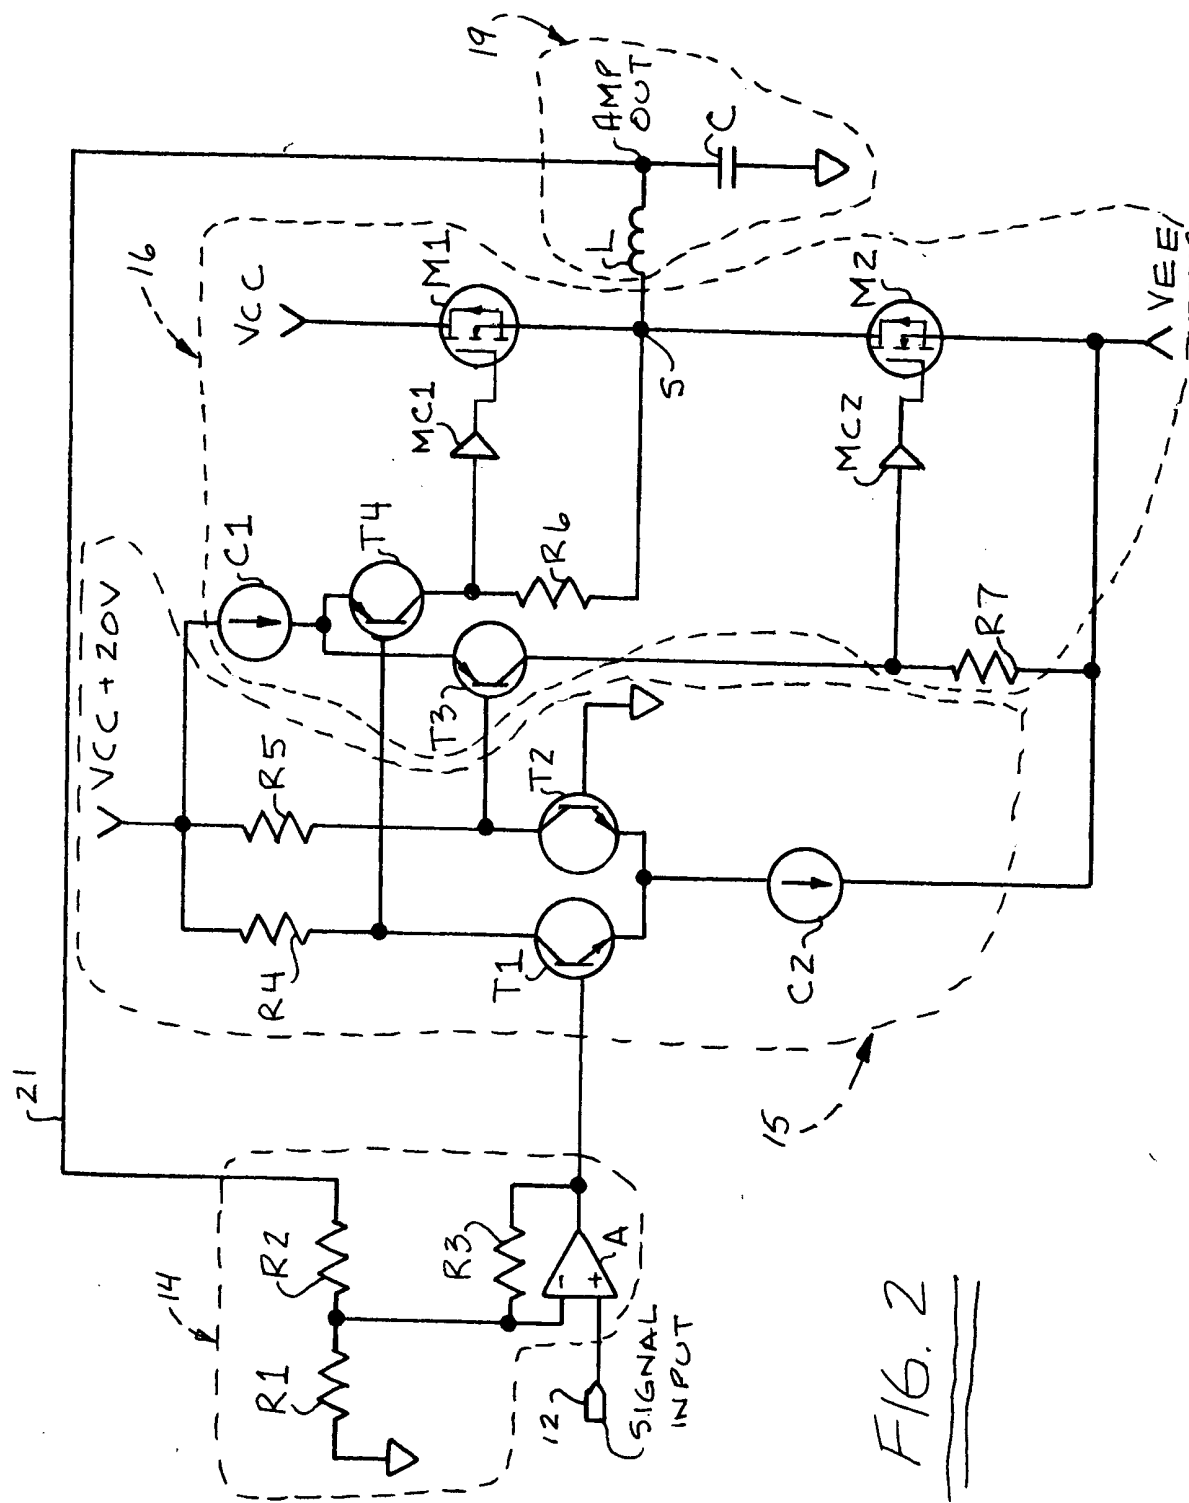 21
19
AMP
OUT
C
L
16
VCC
M1
MC1
5
M2
MC2
VEE
C1
T4
R6
VCC + 20V
R5
T3
T2
R7
R4
T1
C2
15
14
R2
R1
R3
A
-
+
12
SIGNAL
INPUT
FIG. 2